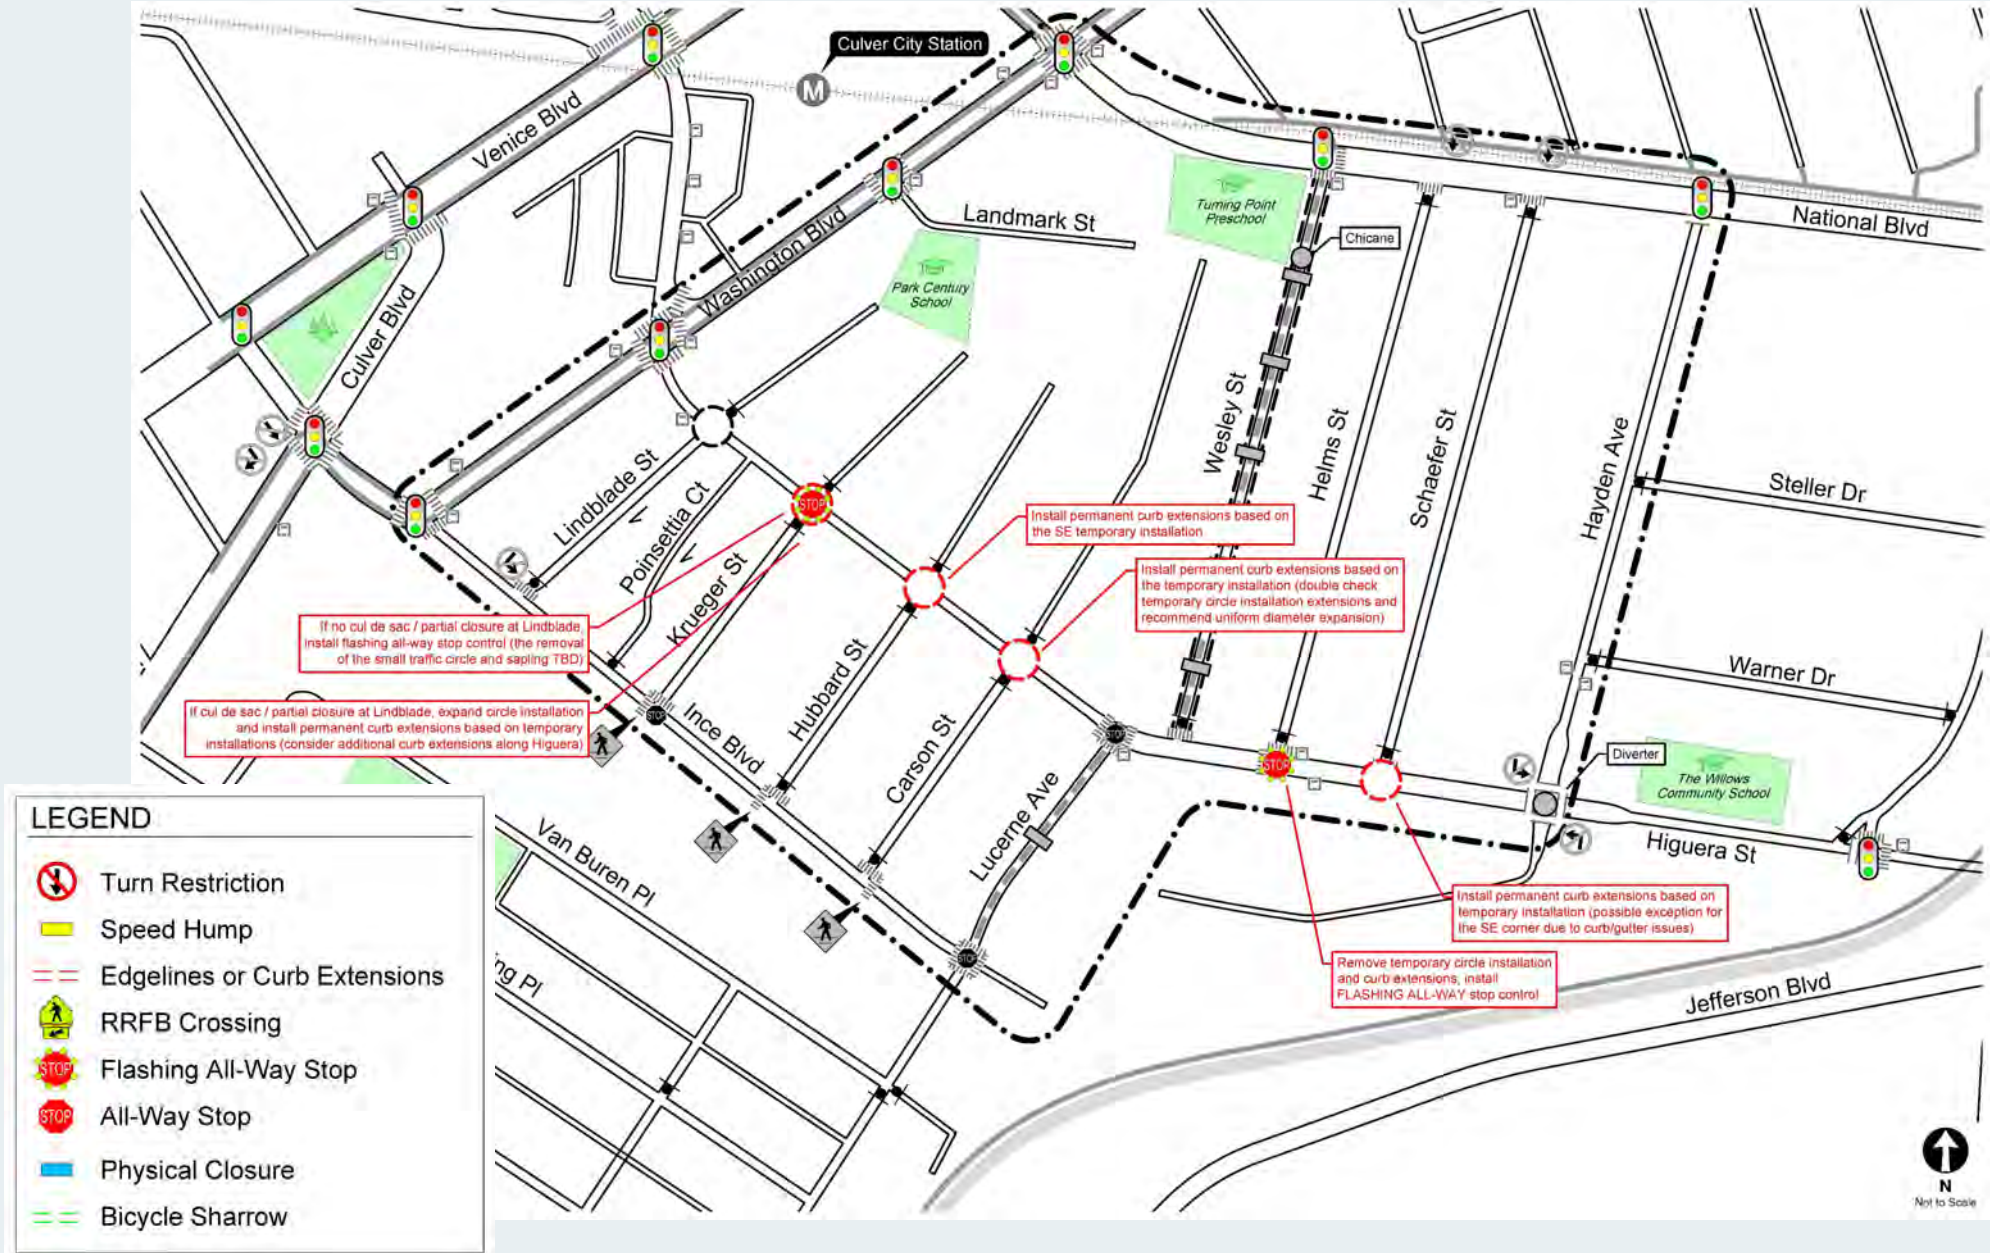 Culver City Station
M
Venice Blvd
Washington Blvd
Landmark St
Turning Point
Preschool
Chicane
National Blvd
Park Century
School
Culver Blvd
Wesley St
Helms St
Schaefer St
Hayden Ave
Steller Dr
Lindblade St
Poinsettia Ct
Krueger St
STOP
Install permanent curb extensions based on
the SE temporary installation
Install permanent curb extensions based on
the temporary installation (double check
temporary circle installation extensions and
recommend uniform diameter expansion)
If no cul de sac / partial closure at Lindblade,
install flashing all-way stop control (the removal
of the small traffic circle and sapling TBD)
If cul de sac / partial closure at Lindblade, expand circle installation
and install permanent curb extensions based on temporary
installations (consider additional curb extensions along Higuera)
STOP
Ince Blvd
Hubbard St
Carson St
Lucerne Ave
STOP
STOP
STOP
Warner Dr
Diverter
The Willows
Community School
Higuera St
Van Buren Pl
ing Pl
Install permanent curb extensions based on
temporary installation (possible exception for
the SE corner due to curb/gutter issues)
Remove temporary circle installation
and curb extensions, install
FLASHING ALL-WAY stop control
Jefferson Blvd
N
Not to Scale
LEGEND
Turn Restriction
Speed Hump
Edgelines or Curb Extensions
RRFB Crossing
STOP Flashing All-Way Stop
STOP All-Way Stop
Physical Closure
Bicycle Sharrow